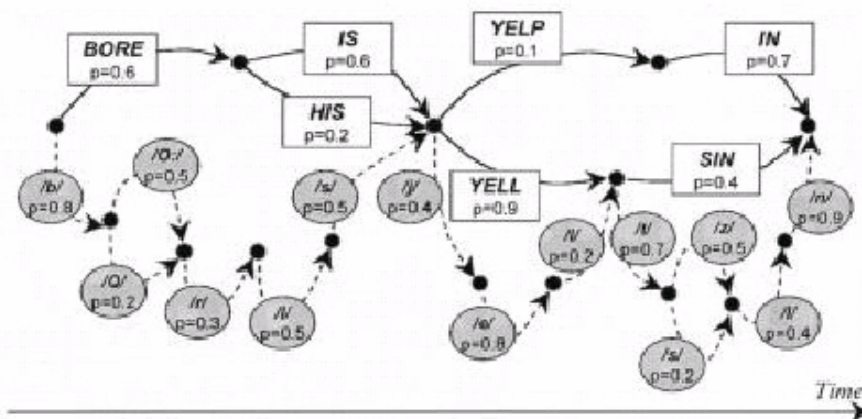 BORE
p=0.6
IS
p=0.6
HIS
p=0.2
YELP
p=0.1
IN
p=0.7
YELL
p=0.9
SIN
p=0.4
/b/
p=0.8
/O:/
p=0.5
/O/
p=0.2
/r/
p=0.3
p=0.5
/s/
p=0.5
/j/
p=0.4
/e/
p=0.8
/l/
p=0.2
p=0.7
/z/
p=0.5
/s/
p=0.2
/I/
p=0.4
/n/
p=0.9
Time